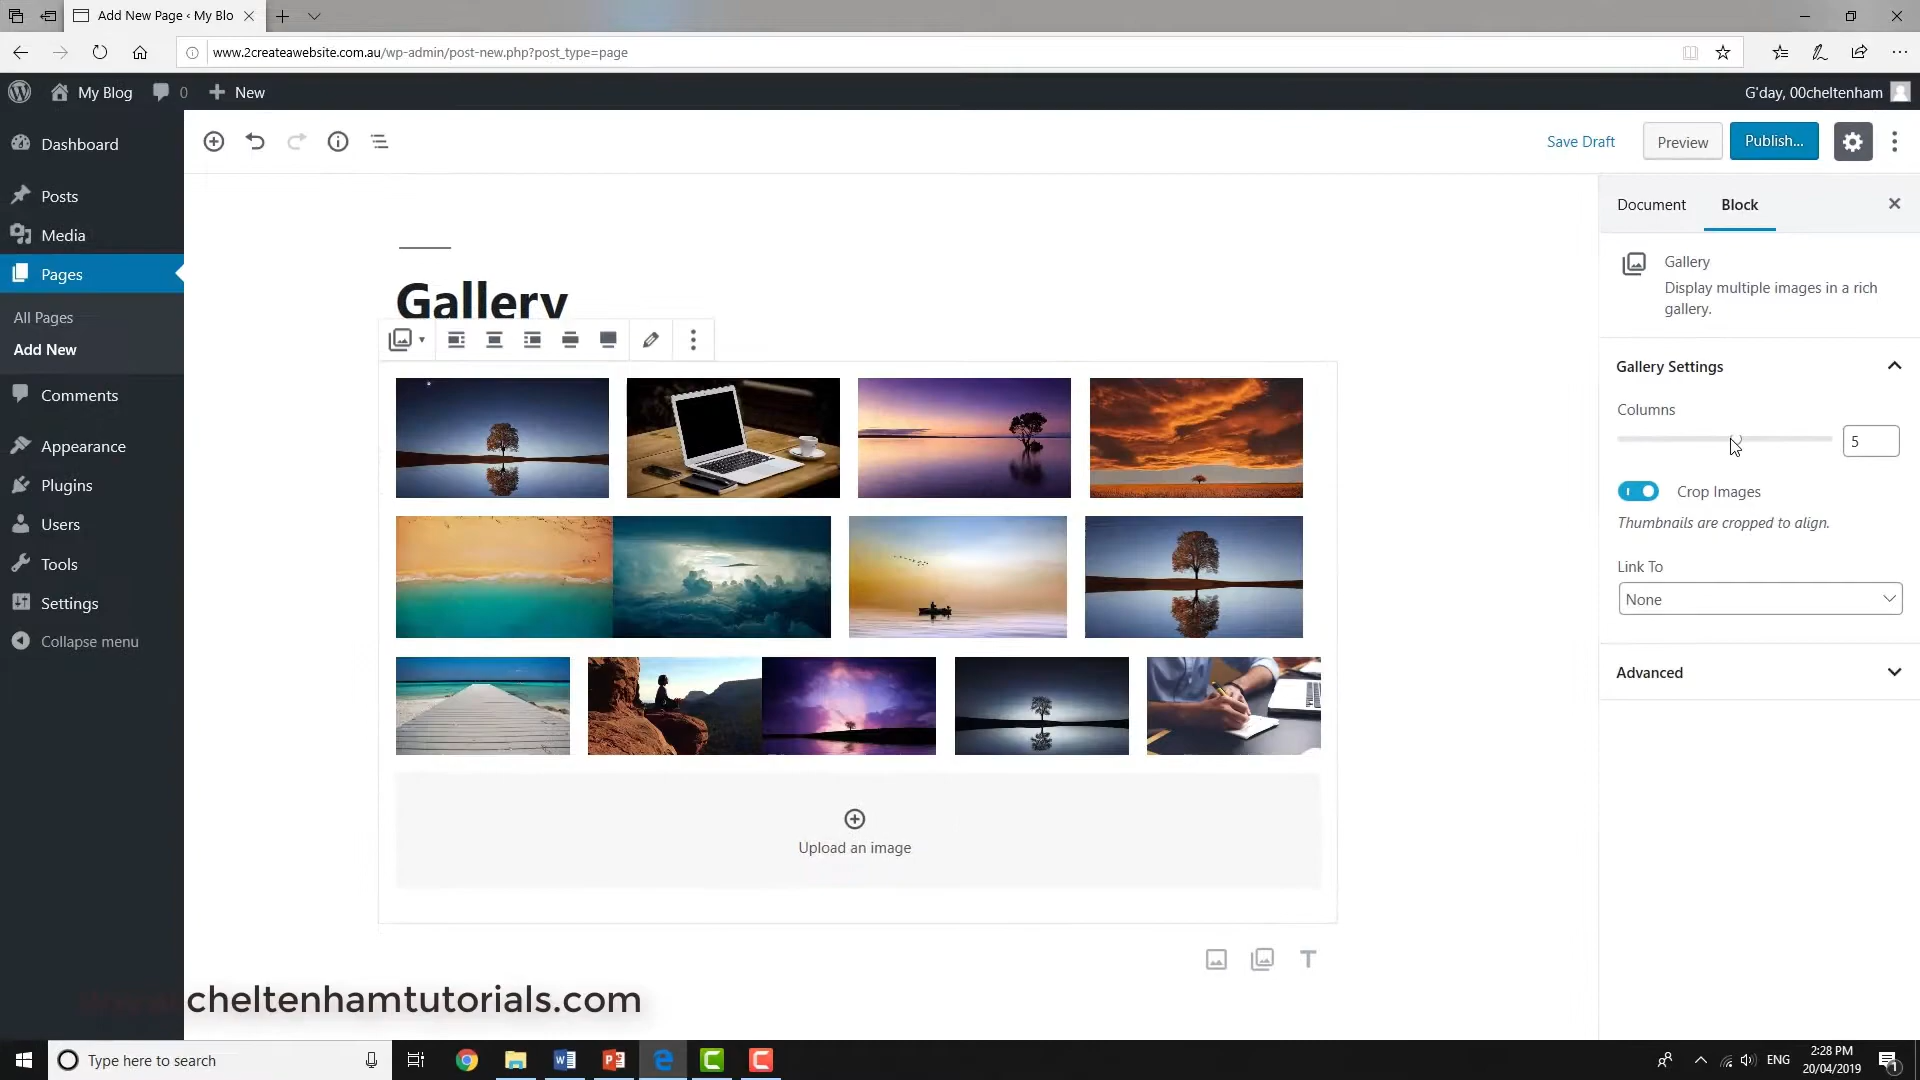 Add New Page ‹ My Blo
www.2createawebsite.com.au/wp-admin/post-new.php?post_type=page
My Blog
0
New
G'day, 00cheltenham
Dashboard
Posts
Media
Pages
All Pages
Add New
Comments
Appearance
Plugins
Users
Tools
Settings
Collapse menu
Save Draft
Preview
Publish...
Gallery
Upload an image
Document
Block
Gallery
Display multiple images in a rich
gallery.
Gallery Settings
Columns
5
Crop Images
Thumbnails are cropped to align.
Link To
None
Advanced
cheltenhamtutorials.com
Type here to search
ENG
2:28 PM
20/04/2019